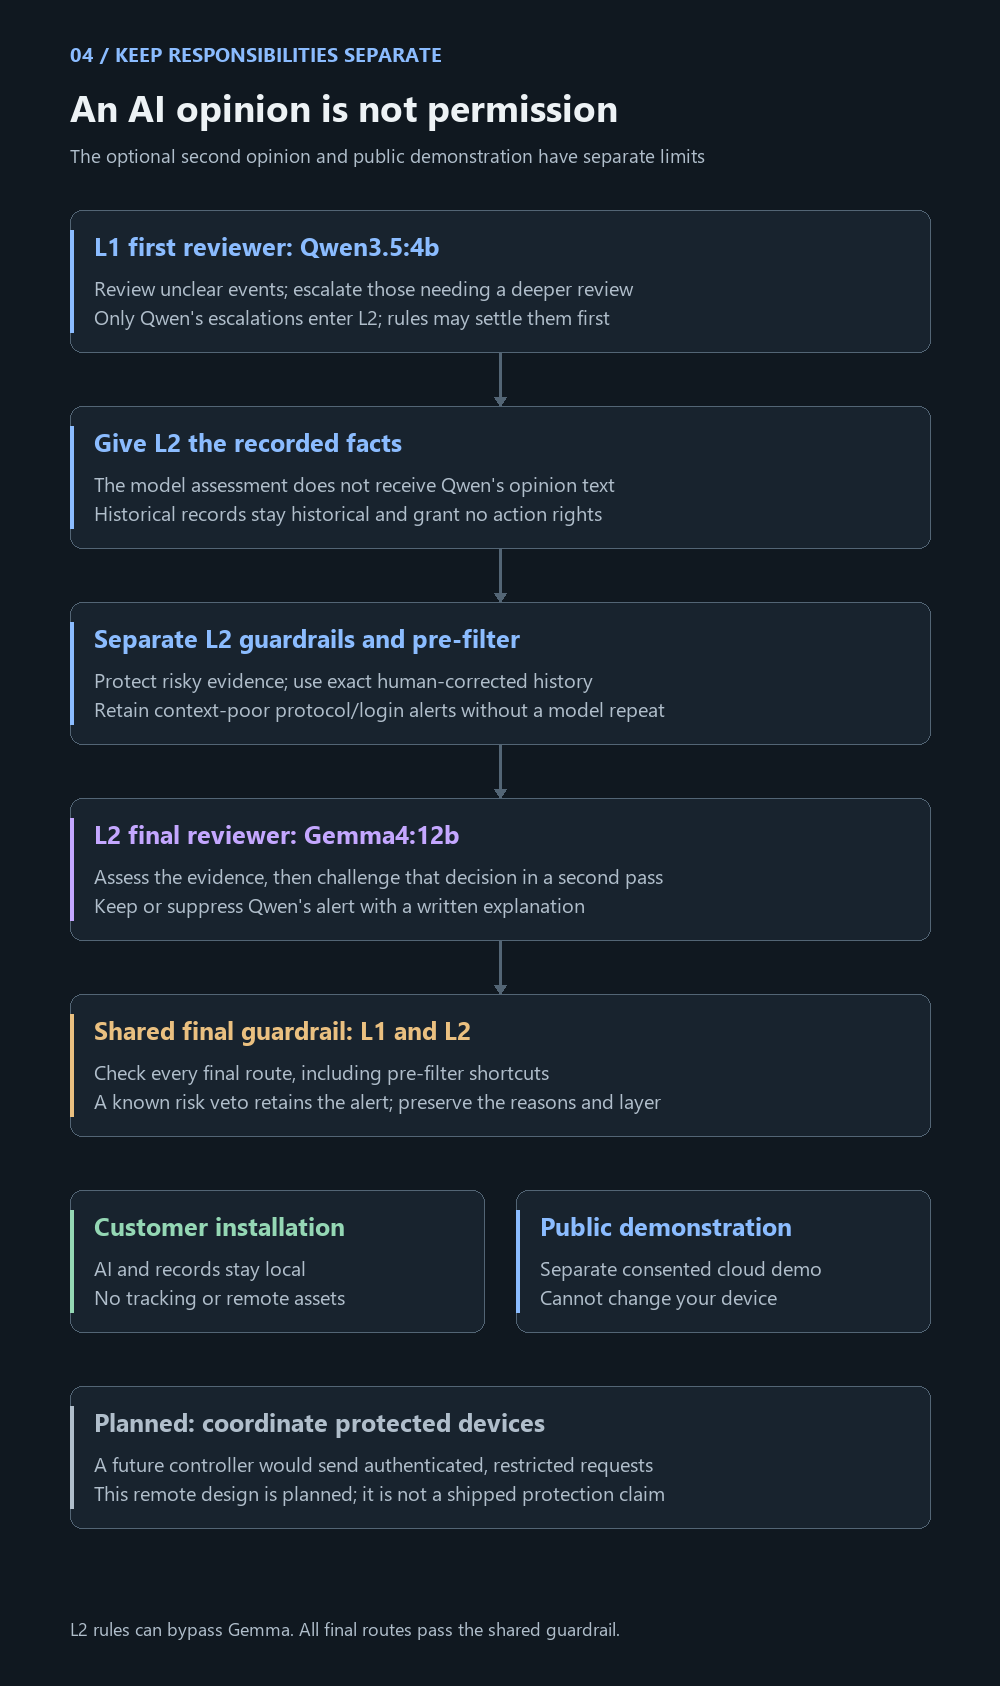 04 / KEEP RESPONSIBILITIES SEPARATE
An AI opinion is not permission
The optional second opinion and public demonstration have separate limits
L1 first reviewer: Qwen3.5:4b
Review unclear events; escalate those needing a deeper review
Only Qwen's escalations enter L2; rules may settle them first
Give L2 the recorded facts
The model assessment does not receive Qwen's opinion text
Historical records stay historical and grant no action rights
Separate L2 guardrails and pre-filter
Protect risky evidence; use exact human-corrected history
Retain context-poor protocol/login alerts without a model repeat
L2 final reviewer: Gemma4:12b
Assess the evidence, then challenge that decision in a second pass
Keep or suppress Qwen's alert with a written explanation
Shared final guardrail: L1 and L2
Check every final route, including pre-filter shortcuts
A known risk veto retains the alert; preserve the reasons and layer
Customer installation
AI and records stay local
No tracking or remote assets
Public demonstration
Separate consented cloud demo
Cannot change your device
Planned: coordinate protected devices
A future controller would send authenticated, restricted requests
This remote design is planned; it is not a shipped protection claim
L2 rules can bypass Gemma. All final routes pass the shared guardrail.